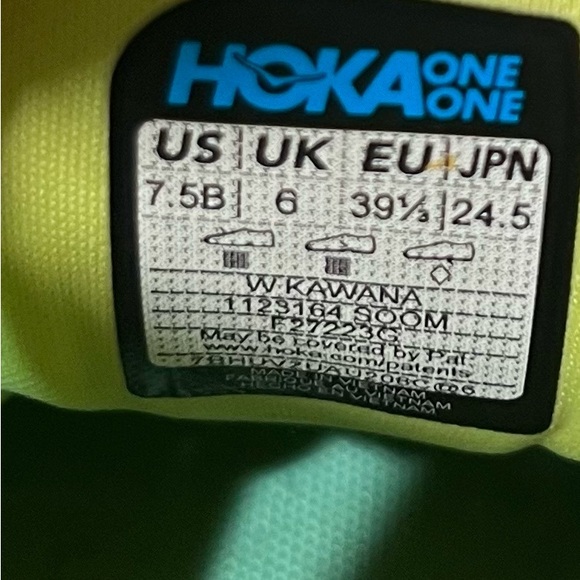 HOKA ONE ONE
US UK EU JPN
7.5B 6 39⅓ 24.5
W KAWANA
1123164 SOOM
F27223G
May be covered by Pat.
www.hoka.com/patents
MADE IN VIETNAM
VIETNAM